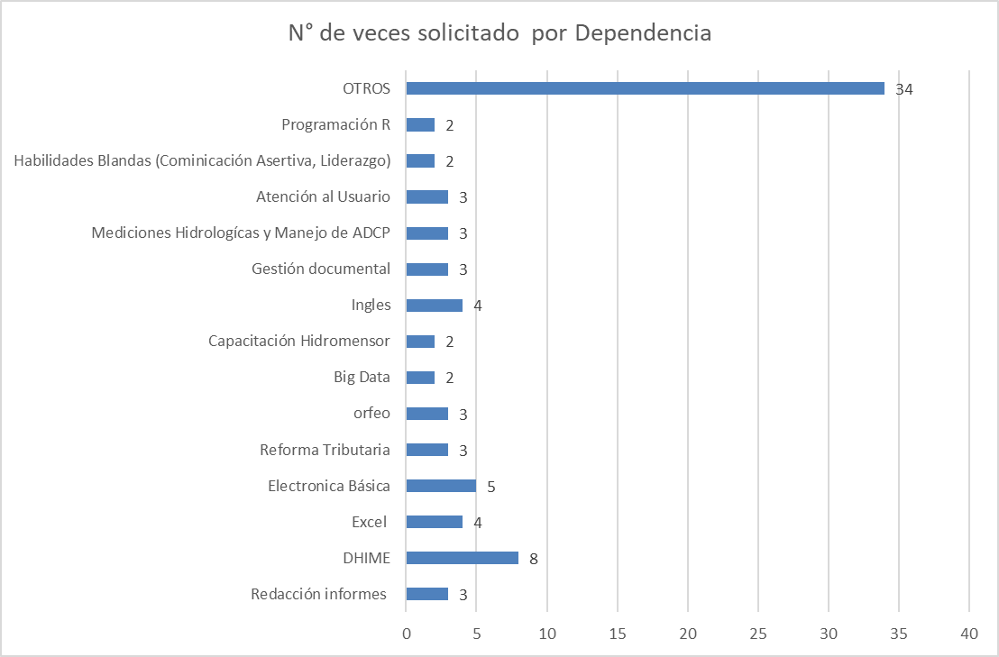 N° de veces solicitado por Dependencia
OTROS 34
Programación R 2
Habilidades Blandas (Cominicación Asertiva, Liderazgo) 2
Atención al Usuario 3
Mediciones Hidrologícas y Manejo de ADCP 3
Gestión documental 3
Ingles 4
Capacitación Hidromensor 2
Big Data 2
orfeo 3
Reforma Tributaria 3
Electronica Básica 5
Excel 4
DHIME 8
Redacción informes 3
0 5 10 15 20 25 30 35 40